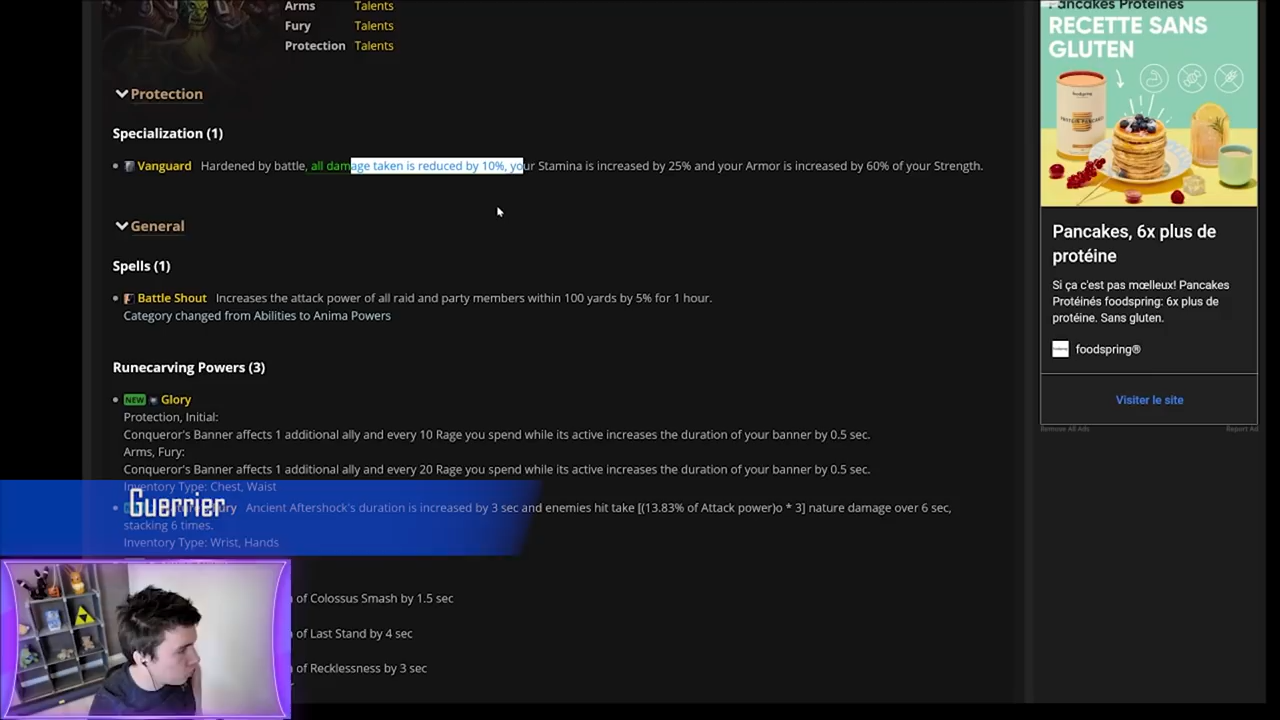 Arms Talents
Fury Talents
Protection Talents
Protection
Specialization (1)
Vanguard Hardened by battle, all damage taken is reduced by 10%, your Stamina is increased by 25% and your Armor is increased by 60% of your Strength.
General
Spells (1)
Battle Shout Increases the attack power of all raid and party members within 100 yards by 5% for 1 hour.
Category changed from Abilities to Anima Powers
Runecarving Powers (3)
NEW Glory
Protection, Initial:
Conqueror's Banner affects 1 additional ally and every 10 Rage you spend while its active increases the duration of your banner by 0.5 sec.
Arms, Fury:
Conqueror's Banner affects 1 additional ally and every 20 Rage you spend while its active increases the duration of your banner by 0.5 sec.
Inventory Type: Chest, Waist
Guerrier
Ancient Aftershock's duration is increased by 3 sec and enemies hit take [(13.83% of Attack power)o * 3] nature damage over 6 sec,
stacking 6 times.
Inventory Type: Wrist, Hands
of Colossus Smash by 1.5 sec
of Last Stand by 4 sec
of Recklessness by 3 sec
Pancakes Protéinés
RECETTE SANS
GLUTEN
foodspring
Pancakes, 6x plus de
protéine
Si ça c'est pas mœlleux! Pancakes
Protéinés foodspring: 6x plus de
protéine. Sans gluten.
foodspring®
Visiter le site
Remove All Ads
Report Ad